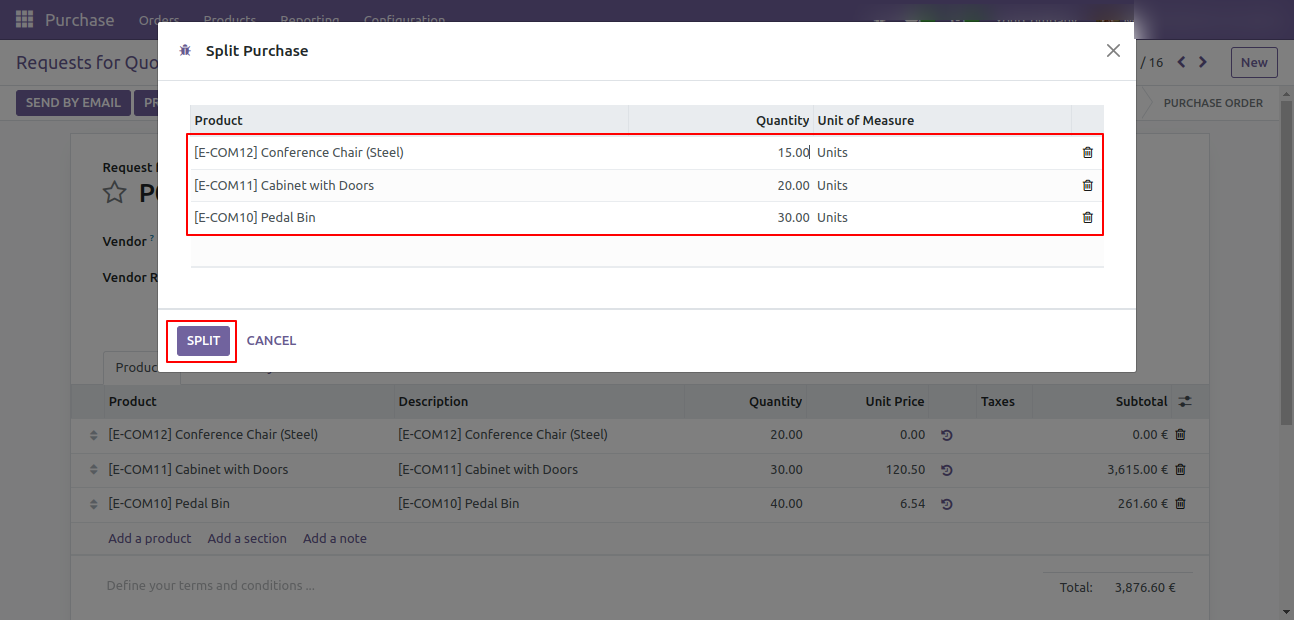 Purchase Orders Products Reporting Configuration
Split Purchase
Requests for Quo
/ 16 New
SEND BY EMAIL PR PURCHASE ORDER
Product Quantity Unit of Measure
[E-COM12] Conference Chair (Steel) 15.00 Units
[E-COM11] Cabinet with Doors 20.00 Units
[E-COM10] Pedal Bin 30.00 Units
Request
P
Vendor ?
Vendor R
SPLIT CANCEL
Produc
Product Description Quantity Unit Price Taxes Subtotal
[E-COM12] Conference Chair (Steel) [E-COM12] Conference Chair (Steel) 20.00 0.00 0.00 €
[E-COM11] Cabinet with Doors [E-COM11] Cabinet with Doors 30.00 120.50 3,615.00 €
[E-COM10] Pedal Bin [E-COM10] Pedal Bin 40.00 6.54 261.60 €
Add a product Add a section Add a note
Define your terms and conditions ...
Total: 3,876.60 €